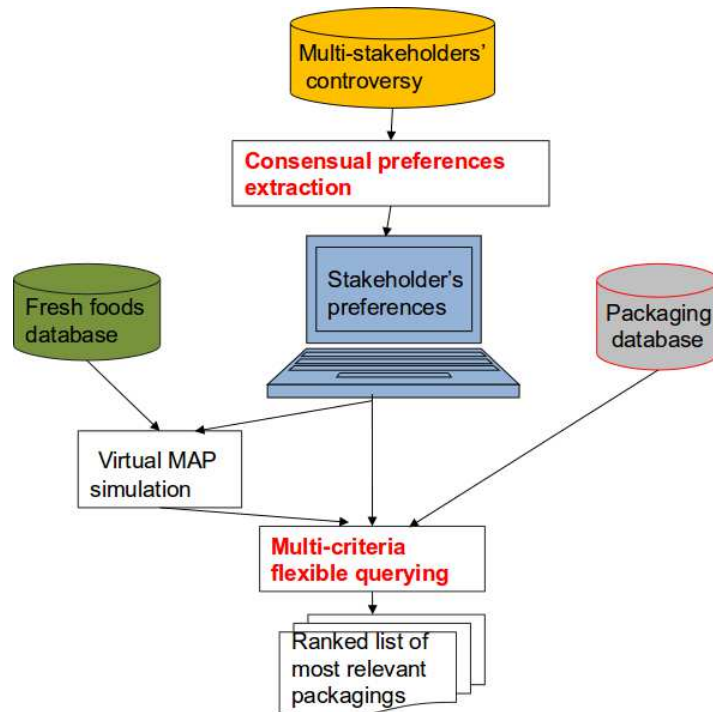 Multi-stakeholders'
controversy
Consensual preferences
extraction
Stakeholder's
preferences
Fresh foods
database
Packaging
database
Virtual MAP
simulation
Multi-criteria
flexible querying
Ranked list of
most relevant
packagings